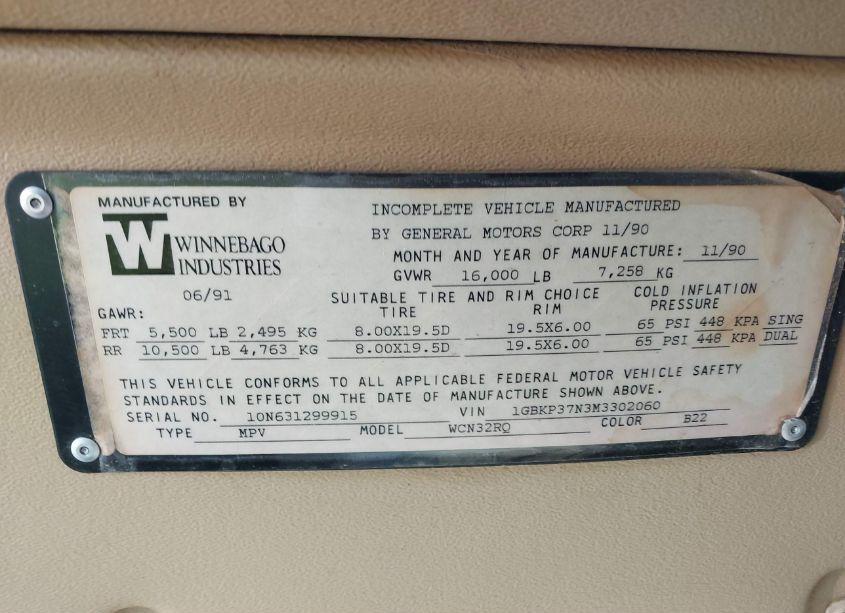 MANUFACTURED BY
W WINNEBAGO
INDUSTRIES
06/91
INCOMPLETE VEHICLE MANUFACTURED
BY GENERAL MOTORS CORP 11/90
MONTH AND YEAR OF MANUFACTURE: 11/90
GVWR 16,000 LB 7,258 KG
SUITABLE TIRE AND RIM CHOICE COLD INFLATION
GAWR: TIRE RIM PRESSURE
FRT 5,500 LB 2,495 KG 8.00X19.5D 19.5X6.00 65 PSI 448 KPA SING
RR 10,500 LB 4,763 KG 8.00X19.5D 19.5X6.00 65 PSI 448 KPA DUAL
THIS VEHICLE CONFORMS TO ALL APPLICABLE FEDERAL MOTOR VEHICLE SAFETY
STANDARDS IN EFFECT ON THE DATE OF MANUFACTURE SHOWN ABOVE.
SERIAL NO. 10N631299915 VIN 1GBKP37N3M3302060
TYPE MPV MODEL WCN32RQ COLOR B22